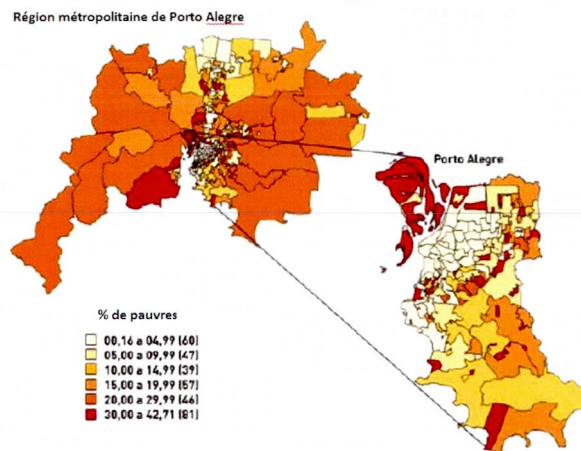 Région métropolitaine de Porto Alegre
Porto Alegre
% de pauvres
00,16 a 04,99 (60)
05,00 a 09,99 (47)
10,00 a 14,99 (39)
15,00 a 19,99 (57)
20,00 a 29,99 (46)
30,00 a 42,71 (81)